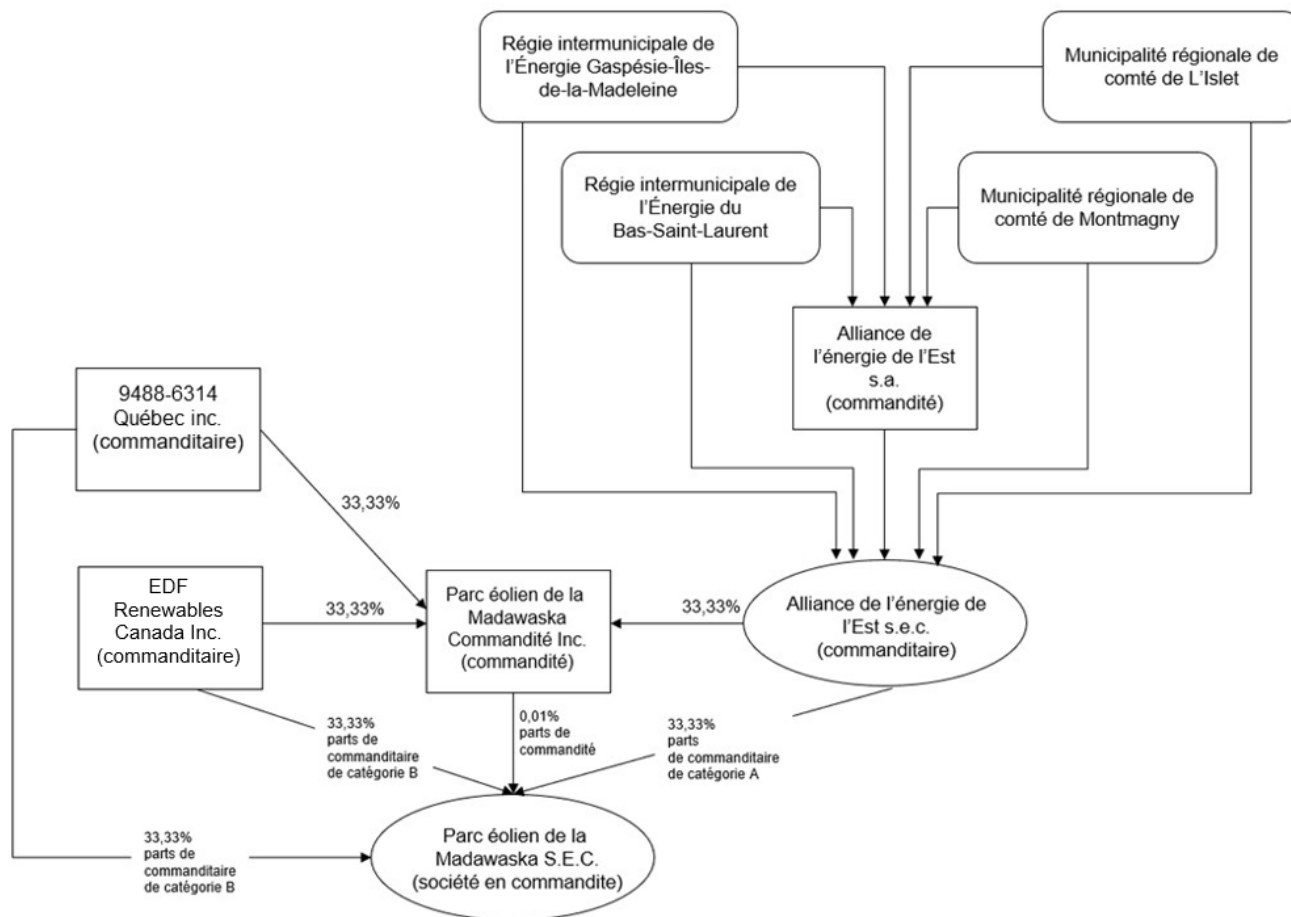 Régie intermunicipale de
l'Énergie Gaspésie-Îles-
de-la-Madeleine
Municipalité régionale de
comté de L'Islet
Régie intermunicipale de
l'Énergie du
Bas-Saint-Laurent
Municipalité régionale de
comté de Montmagny
Alliance de
l'énergie de l'Est
s.a.
(commandité)
9488-6314
Québec inc.
(commanditaire)
33,33%
EDF
Renewables
Canada Inc.
(commanditaire)
33,33%
Parc éolien de la
Madawaska
Commandité Inc.
(commandité)
33,33%
Alliance de l'énergie de
l'Est s.e.c.
(commanditaire)
33,33%
parts de
commanditaire
de catégorie B
0,01%
parts de
commandité
33,33%
parts
de commanditaire
de catégorie A
33,33%
parts de
commanditaire
de catégorie B
Parc éolien de la
Madawaska S.E.C.
(société en commandite)